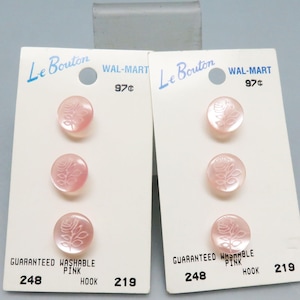 Le Bouton WAL-MART
97¢
GUARANTEED WASHABLE
PINK
248 HOOK 219
Le Bouton WAL-MART
97¢
GUARANTEED WASHABLE
PINK
248 HOOK 219